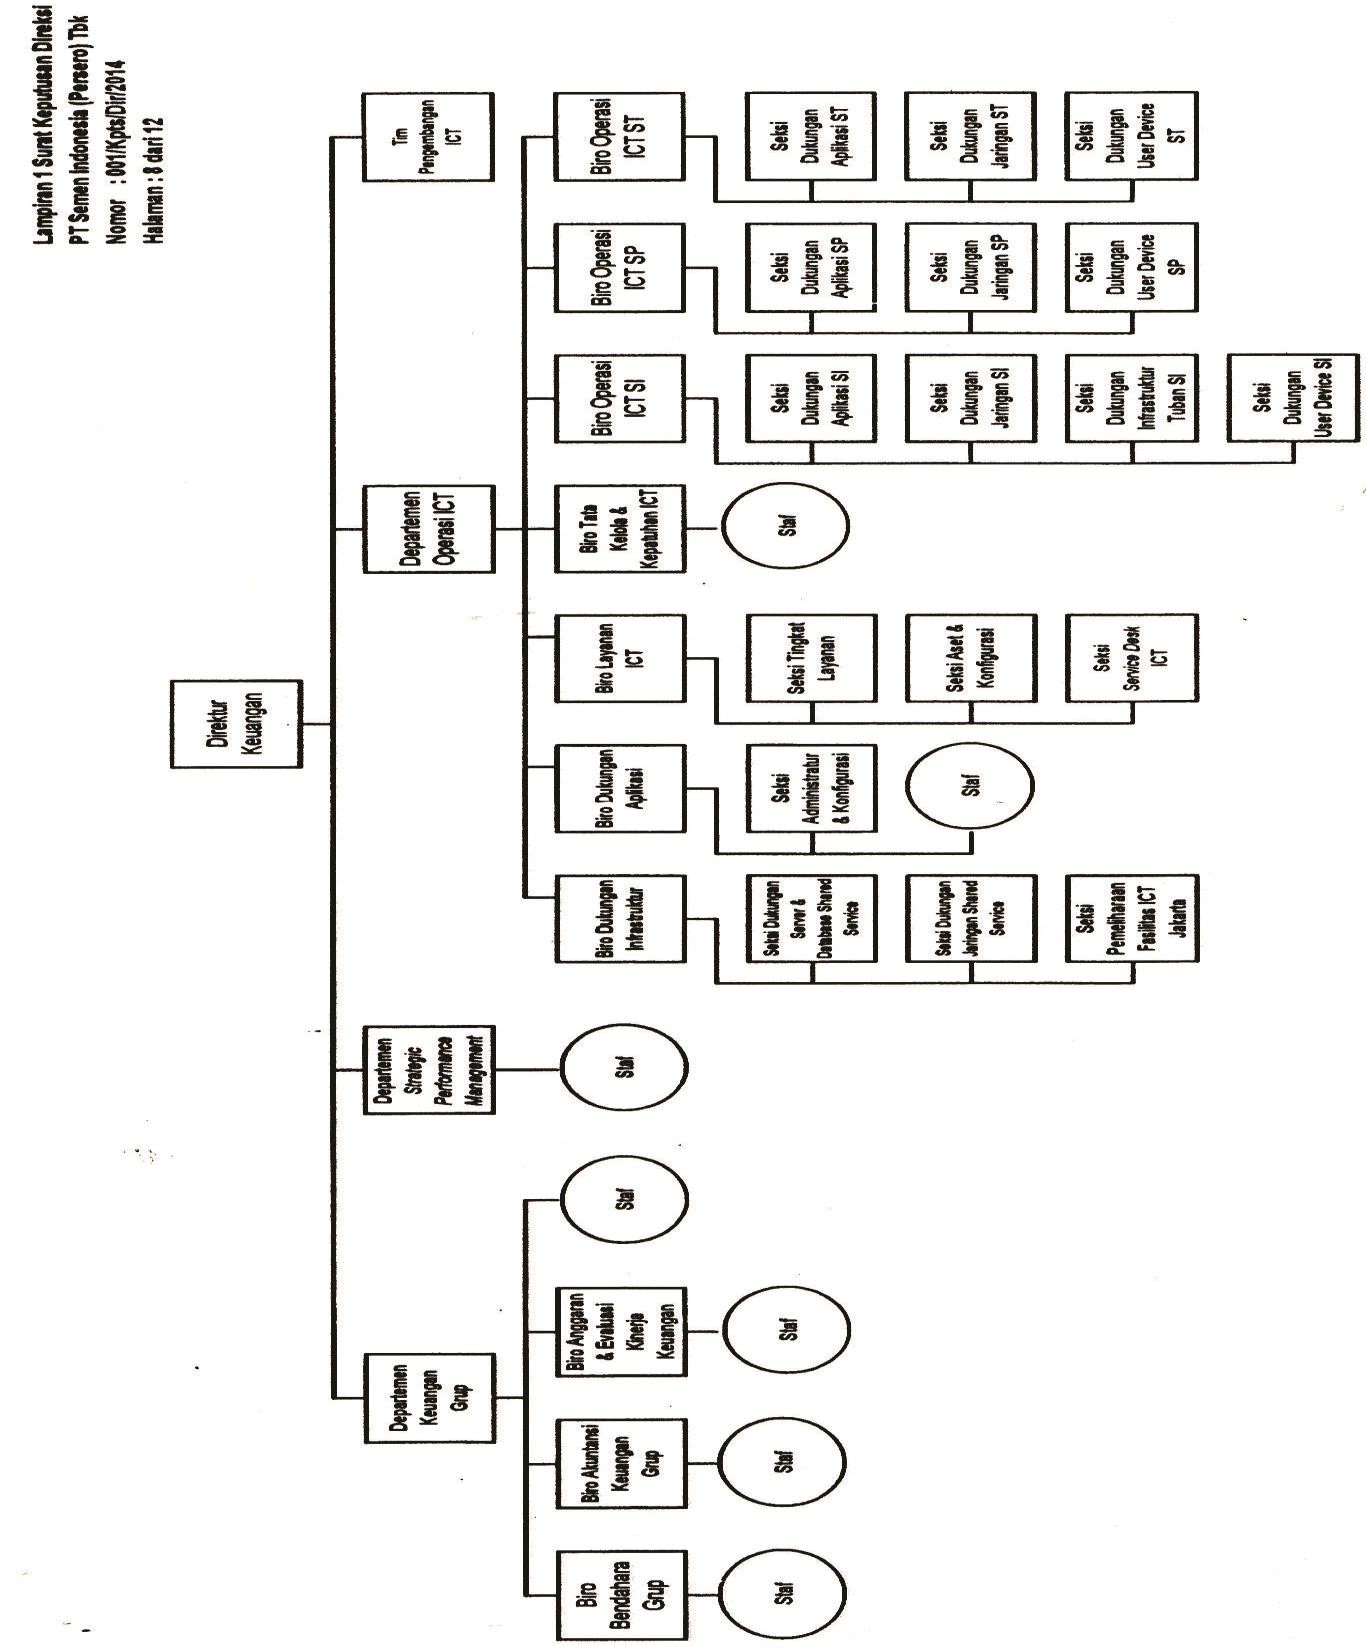 Lampiran 1 Surat Keputusan Direksi
PT Semen Indonesia (Persero) Tbk
Nomor : 001/Kpts/Dir/2014
Halaman : 8 dari 12
Direktur
Keuangan
Departemen
Keuangan
Grup
Departemen
Strategic
Performance
Management
Departemen
Operasi ICT
Tim
Pengembangan
ICT
Biro
Bendahara
Grup
Biro Akuntansi
Keuangan
Grup
Biro Anggaran
& Evaluasi
Kinerja
Keuangan
Staf
Staf
Biro Dukungan
Infrastruktur
Biro Dukungan
Aplikasi
Biro Layanan
ICT
Biro Tata
Kelola &
Kepatuhan ICT
Biro Operasi
ICT SI
Biro Operasi
ICT SP
Biro Operasi
ICT ST
Staf
Staf
Staf
Seksi Dukungan
Server &
Database Shared
Service
Seksi
Administratur
& Konfigurasi
Seksi Tingkat
Layanan
Staf
Seksi
Dukungan
Aplikasi SI
Seksi
Dukungan
Aplikasi SP
Seksi
Dukungan
Aplikasi ST
Seksi Dukungan
Jaringan Shared
Service
Staf
Seksi Aset &
Konfigurasi
Seksi
Dukungan
Jaringan SI
Seksi
Dukungan
Jaringan SP
Seksi
Dukungan
Jaringan ST
Seksi
Pemeliharaan
Fasilitas ICT
Jakarta
Seksi
Service Desk
ICT
Seksi
Dukungan
Infrastruktur
Tuban SI
Seksi
Dukungan
User Device
SP
Seksi
Dukungan
User Device
ST
Seksi
Dukungan
User Device SI